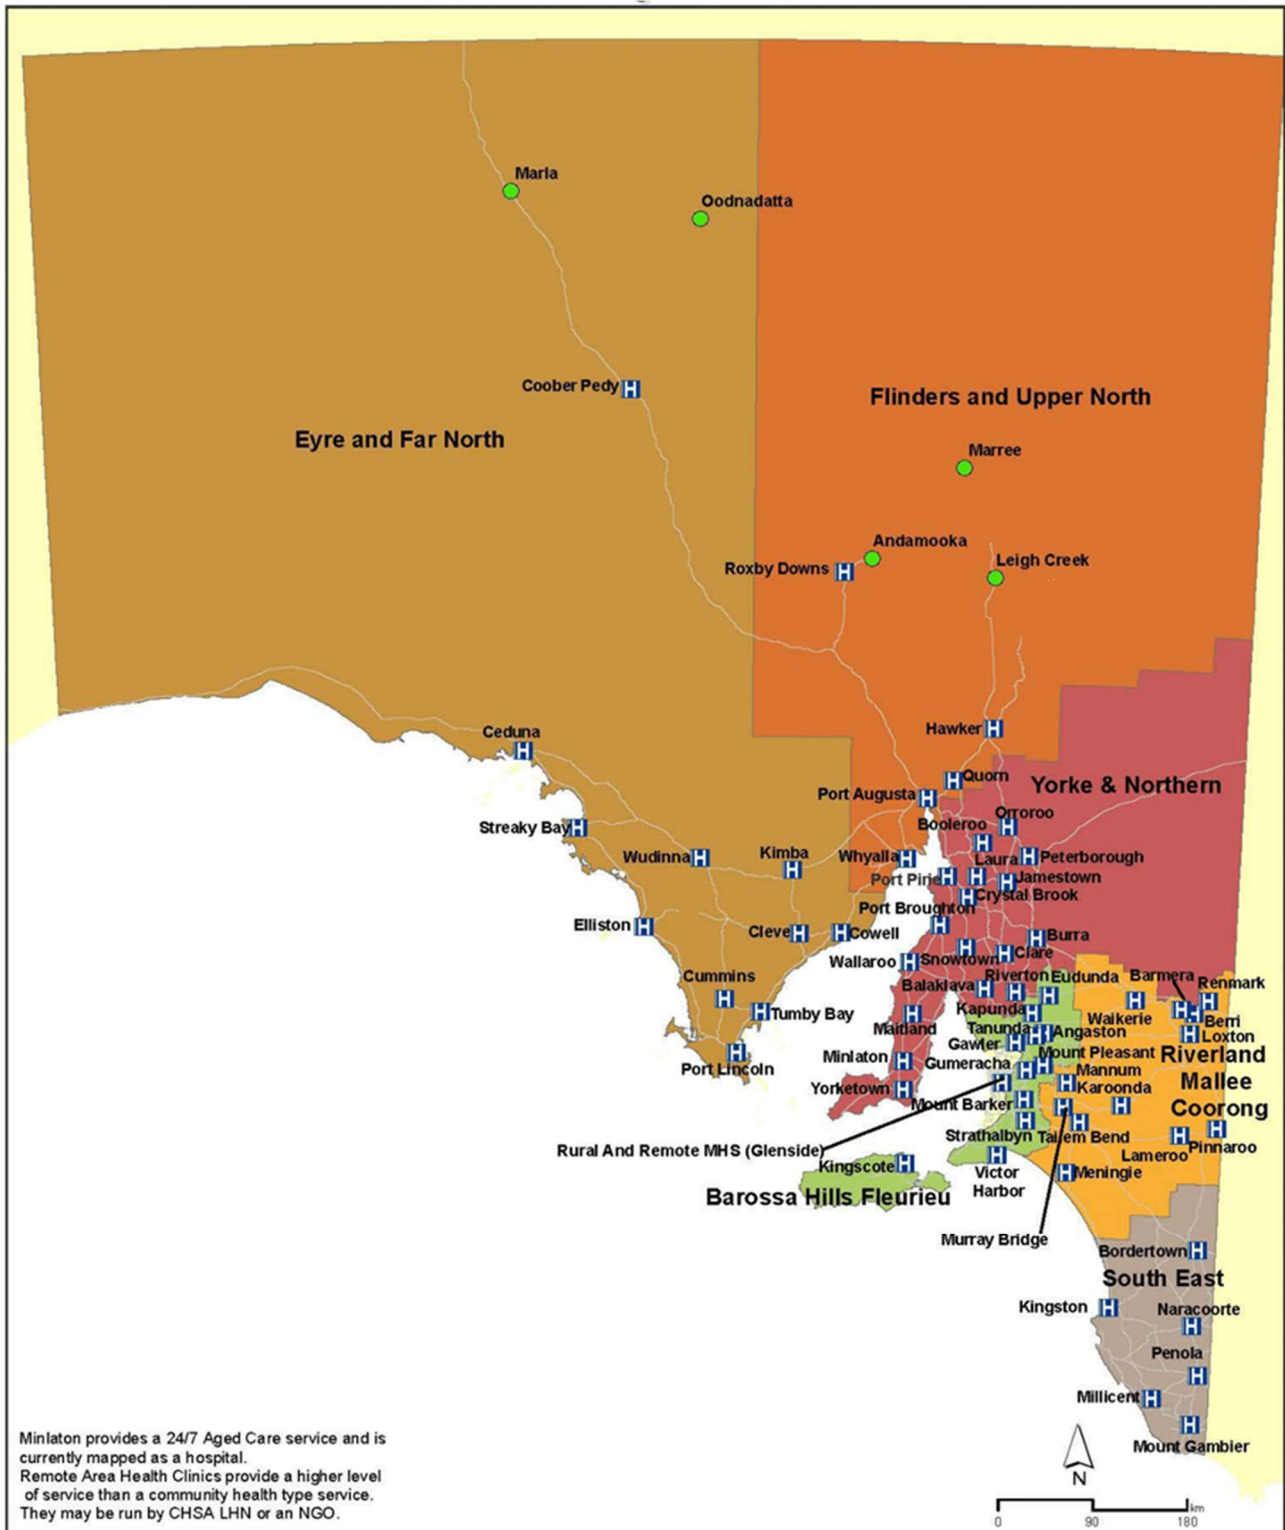 Marla
Oodnadatta
Coober Pedy
Flinders and Upper North
Eyre and Far North
Marree
Andamooka
Roxby Downs
Leigh Creek
Hawker
Ceduna
Quorn
Yorke & Northern
Port Augusta
Orroroo
Booleroo
Streaky Bay
Wudinna
Kimba
Whyalla
Laura
Peterborough
Port Pirie
Jamestown
Crystal Brook
Port Broughton
Elliston
Cleve
Cowell
Burra
Wallaroo
Snowtown
Clare
Cummins
Riverton
Eudunda
Barmera
Renmark
Balaklava
Tumby Bay
Kapunda
Waikerie
Berri
Maitland
Tanunda
Angaston
Loxton
Gawler
Port Lincoln
Minlaton
Gumeracha
Mount Pleasant
Riverland
Mallee
Coorong
Mannum
Karoonda
Yorketown
Mount Barker
Strathalbyn
Tailem Bend
Rural And Remote MHS (Glenside)
Lameroo
Pinnaroo
Kingscote
Victor
Harbor
Meningie
Barossa Hills Fleurieu
Murray Bridge
Bordertown
South East
Kingston
Naracoorte
Penola
Millicent
Mount Gambier
Minlaton provides a 24/7 Aged Care service and is
currently mapped as a hospital.
Remote Area Health Clinics provide a higher level
of service than a community health type service.
They may be run by CHSA LHN or an NGO.
N
km
0 90 180